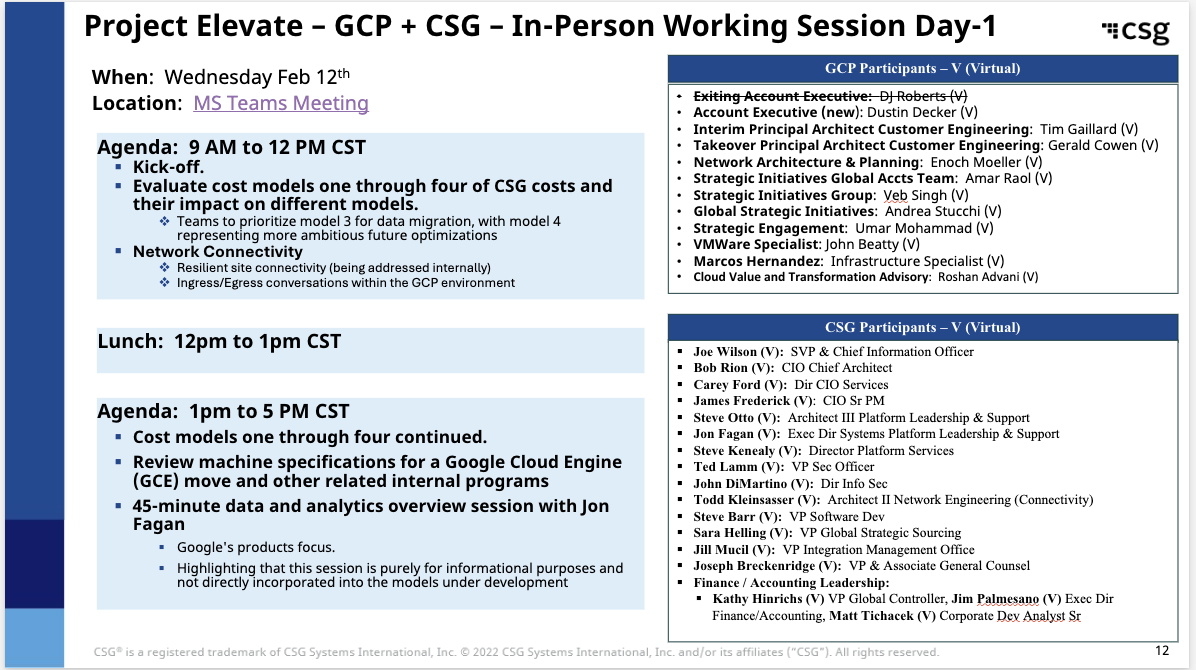 Project Elevate – GCP + CSG – In-Person Working Session Day-1
csg
When: Wednesday Feb 12th
Location: MS Teams Meeting
Agenda: 9 AM to 12 PM CST
▪ Kick-off.
▪ Evaluate cost models one through four of CSG costs and
their impact on different models.
❖ Teams to prioritize model 3 for data migration, with model 4
representing more ambitious future optimizations
▪ Network Connectivity
❖ Resilient site connectivity (being addressed internally)
❖ Ingress/Egress conversations within the GCP environment
Lunch: 12pm to 1pm CST
Agenda: 1pm to 5 PM CST
▪ Cost models one through four continued.
▪ Review machine specifications for a Google Cloud Engine
(GCE) move and other related internal programs
▪ 45-minute data and analytics overview session with Jon
Fagan
▪ Google's products focus.
▪ Highlighting that this session is purely for informational purposes and
not directly incorporated into the models under development
GCP Participants – V (Virtual)
• Exiting Account Executive: DJ Roberts (V)
• Account Executive (new): Dustin Decker (V)
• Interim Principal Architect Customer Engineering: Tim Gaillard (V)
• Takeover Principal Architect Customer Engineering: Gerald Cowen (V)
• Network Architecture & Planning: Enoch Moeller (V)
• Strategic Initiatives Global Accts Team: Amar Raol (V)
• Strategic Initiatives Group: Veb Singh (V)
• Global Strategic Initiatives: Andrea Stucchi (V)
• Strategic Engagement: Umar Mohammad (V)
• VMWare Specialist: John Beatty (V)
• Marcos Hernandez: Infrastructure Specialist (V)
• Cloud Value and Transformation Advisory: Roshan Advani (V)
CSG Participants – V (Virtual)
▪ Joe Wilson (V): SVP & Chief Information Officer
▪ Bob Rion (V): CIO Chief Architect
▪ Carey Ford (V): Dir CIO Services
▪ James Frederick (V): CIO Sr PM
▪ Steve Otto (V): Architect III Platform Leadership & Support
▪ Jon Fagan (V): Exec Dir Systems Platform Leadership & Support
▪ Steve Kenealy (V): Director Platform Services
▪ Ted Lamm (V): VP Sec Officer
▪ John DiMartino (V): Dir Info Sec
▪ Todd Kleinsasser (V): Architect II Network Engineering (Connectivity)
▪ Steve Barr (V): VP Software Dev
▪ Sara Helling (V): VP Global Strategic Sourcing
▪ Jill Mucil (V): VP Integration Management Office
▪ Joseph Breckenridge (V): VP & Associate General Counsel
▪ Finance / Accounting Leadership:
▪ Kathy Hinrichs (V) VP Global Controller, Jim Palmesano (V) Exec Dir
Finance/Accounting, Matt Tichacek (V) Corporate Dev Analyst Sr
CSG® is a registered trademark of CSG Systems International, Inc. © 2022 CSG Systems International, Inc. and/or its affiliates ("CSG"). All rights reserved.
12